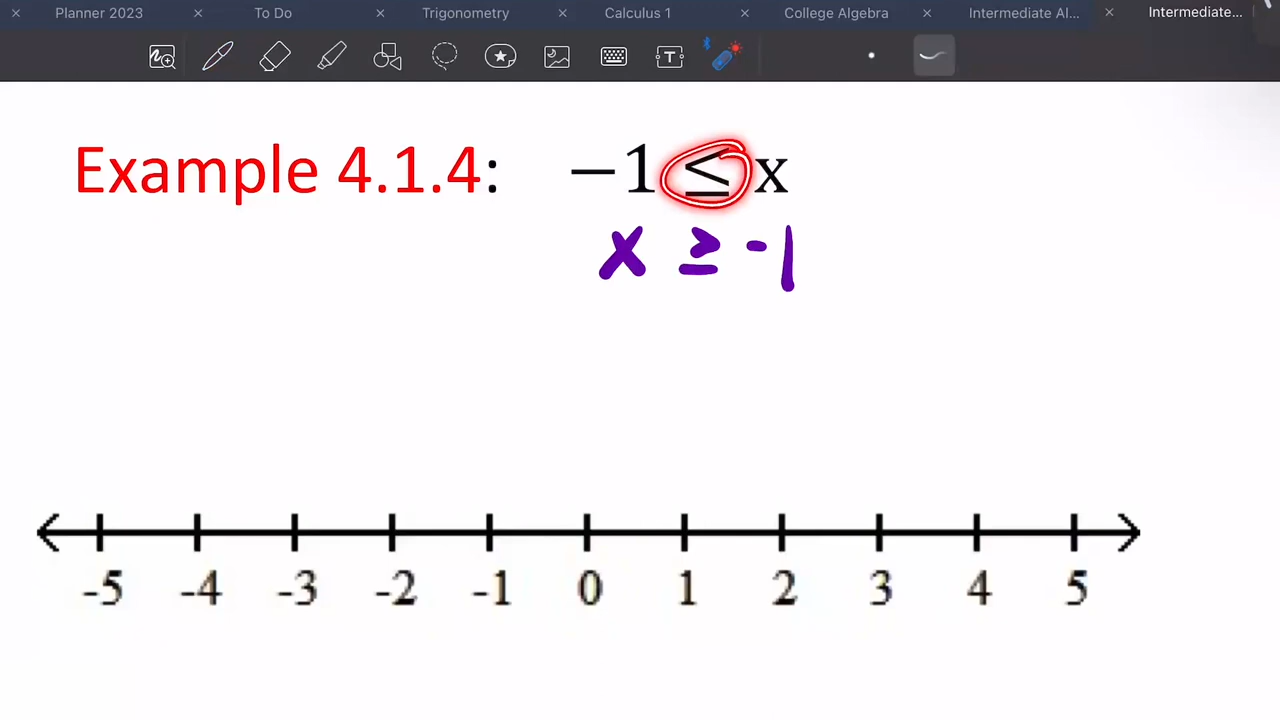 Planner 2023 To Do Trigonometry Calculus 1 College Algebra Intermediate Al... Intermediate...
Example 4.1.4: −1 ≤ x
x ≥ -1
-5 -4 -3 -2 -1 0 1 2 3 4 5